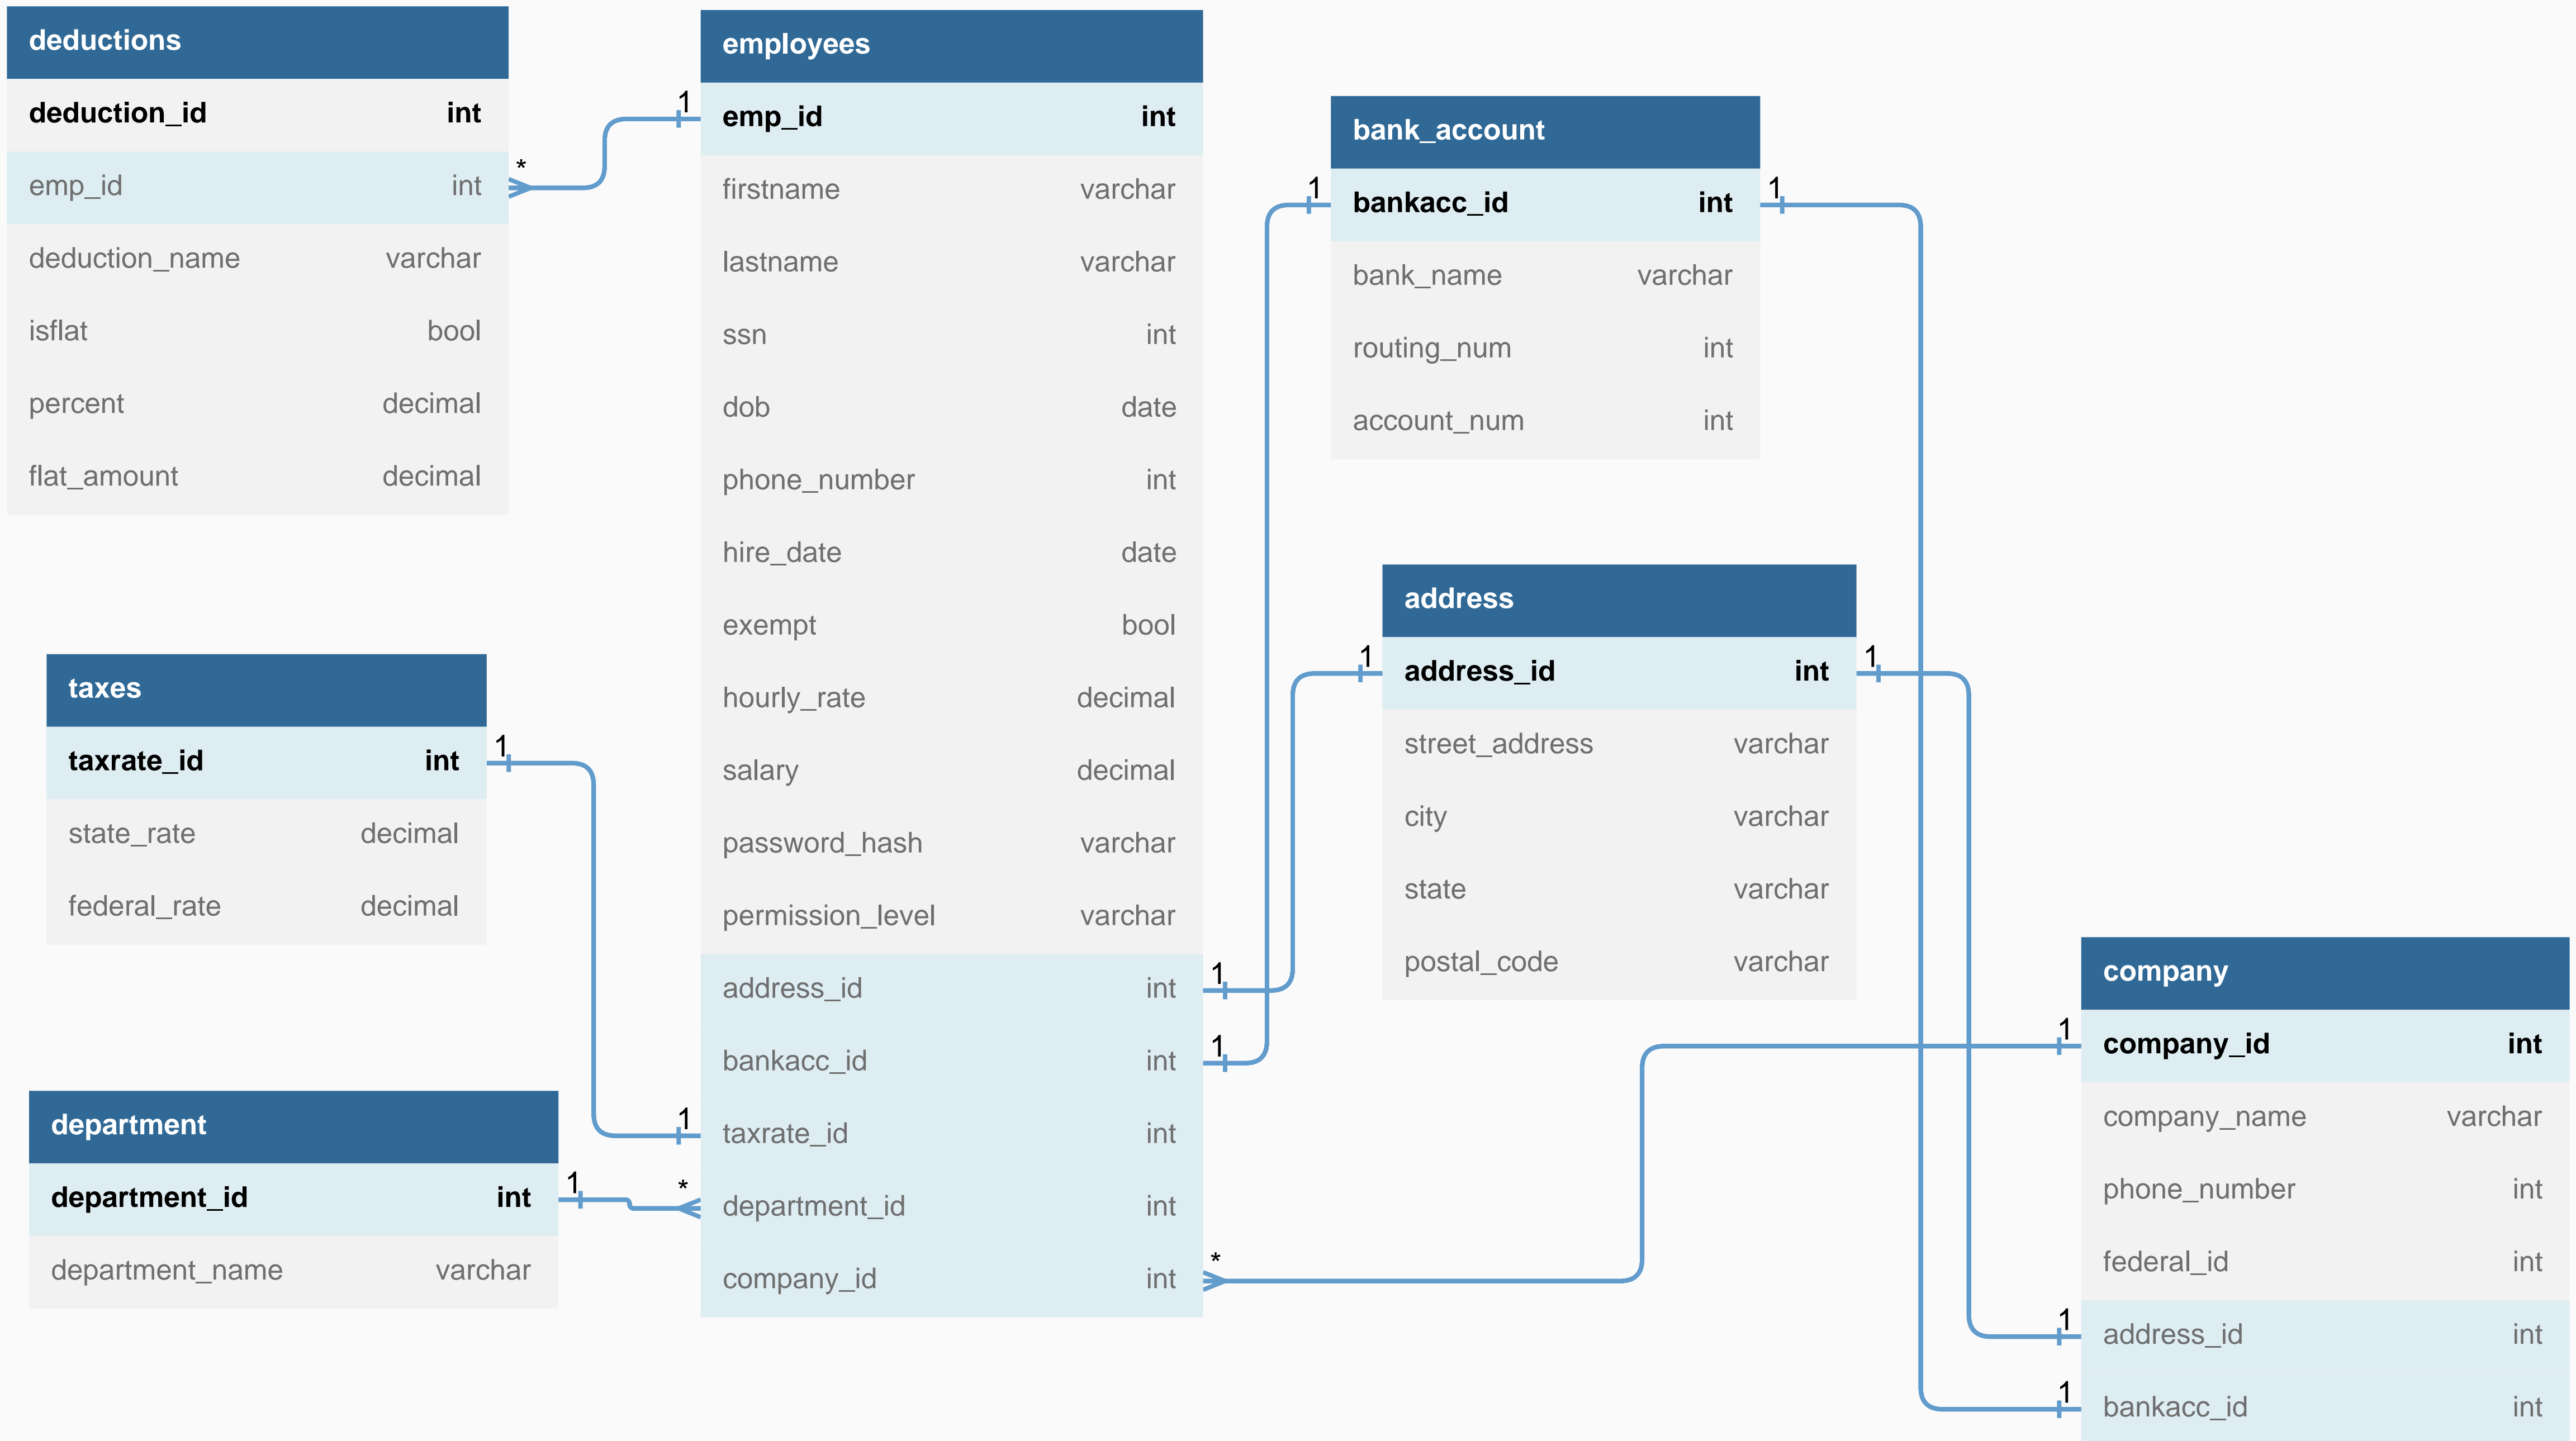 deductions
deduction_id int
emp_id int *
deduction_name varchar
isflat bool
percent decimal
flat_amount decimal
employees
1 emp_id int
firstname varchar
lastname varchar
ssn int
dob date
phone_number int
hire_date date
exempt bool
hourly_rate decimal
salary decimal
password_hash varchar
permission_level varchar
address_id int 1
bankacc_id int 1
1 taxrate_id int
* department_id int
company_id int *
bank_account
1 bankacc_id int 1
bank_name varchar
routing_num int
account_num int
address
1 address_id int 1
street_address varchar
city varchar
state varchar
postal_code varchar
taxes
taxrate_id int 1
state_rate decimal
federal_rate decimal
department
department_id int 1
department_name varchar
company
1 company_id int
company_name varchar
phone_number int
federal_id int
1 address_id int
1 bankacc_id int